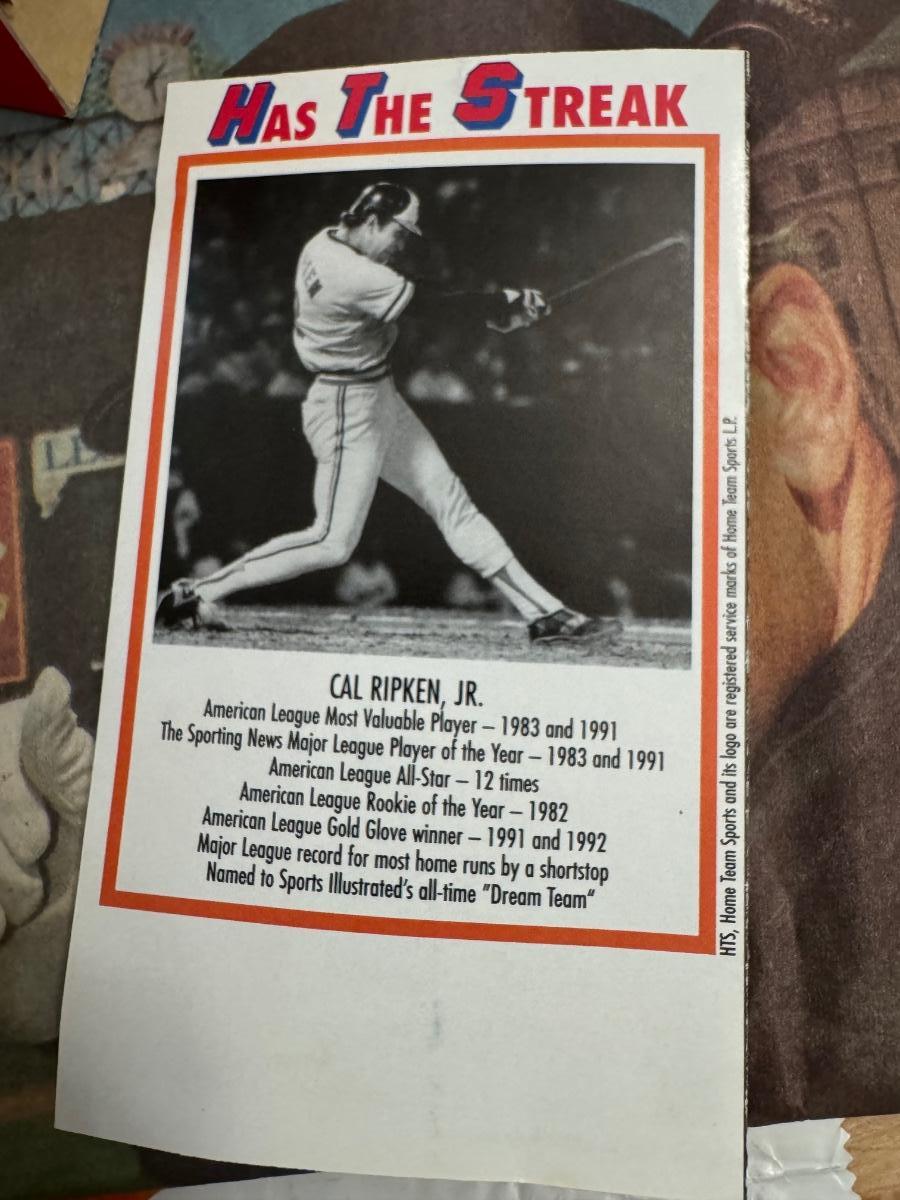 HAS THE STREAK
CAL RIPKEN, JR.
American League Most Valuable Player – 1983 and 1991
The Sporting News Major League Player of the Year – 1983 and 1991
American League All-Star – 12 times
American League Rookie of the Year – 1982
American League Gold Glove winner – 1991 and 1992
Major League record for most home runs by a shortstop
Named to Sports Illustrated's all-time "Dream Team"
HTS, Home Team Sports and its logo are registered service marks of Home Team Sports L.P.